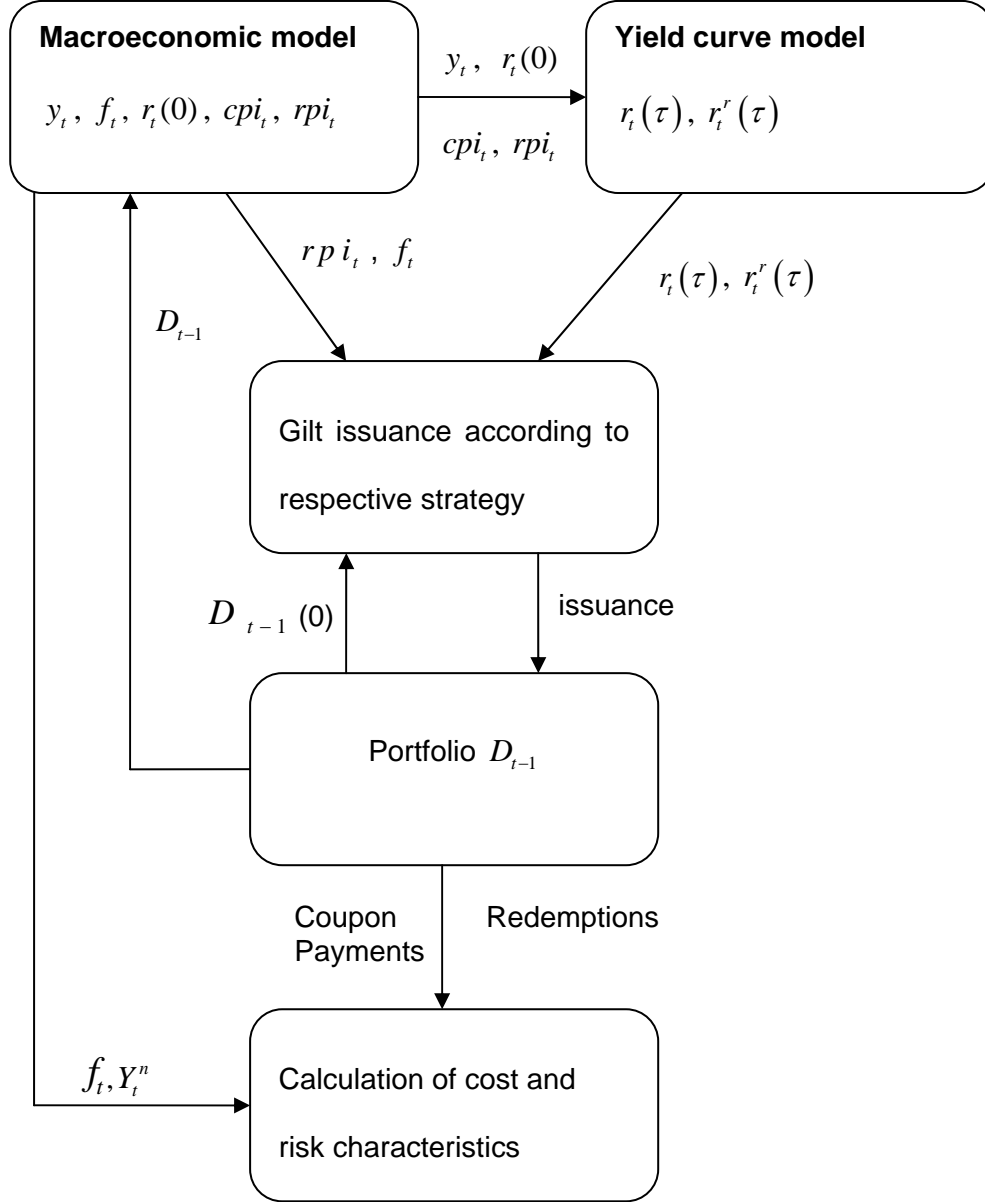 Macroeconomic model
y_t , f_t , r_t(0) , cpi_t , rpi_t
y_t , r_t(0)
cpi_t , rpi_t
Yield curve model
r_t(τ) , r_t^r(τ)
rpi_t , f_t
r_t(τ) , r_t^r(τ)
D_{t−1}
Gilt issuance according to
respective strategy
D_{t−1} (0)
issuance
Portfolio D_{t−1}
Coupon
Payments
Redemptions
f_t , Y_t^n
Calculation of cost and
risk characteristics